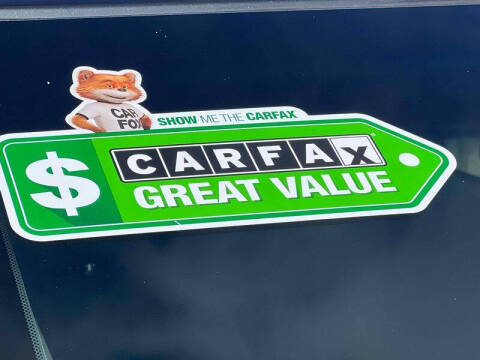 CAR
FOX
SHOW ME THE CARFAX
$
CARFAX
GREAT VALUE